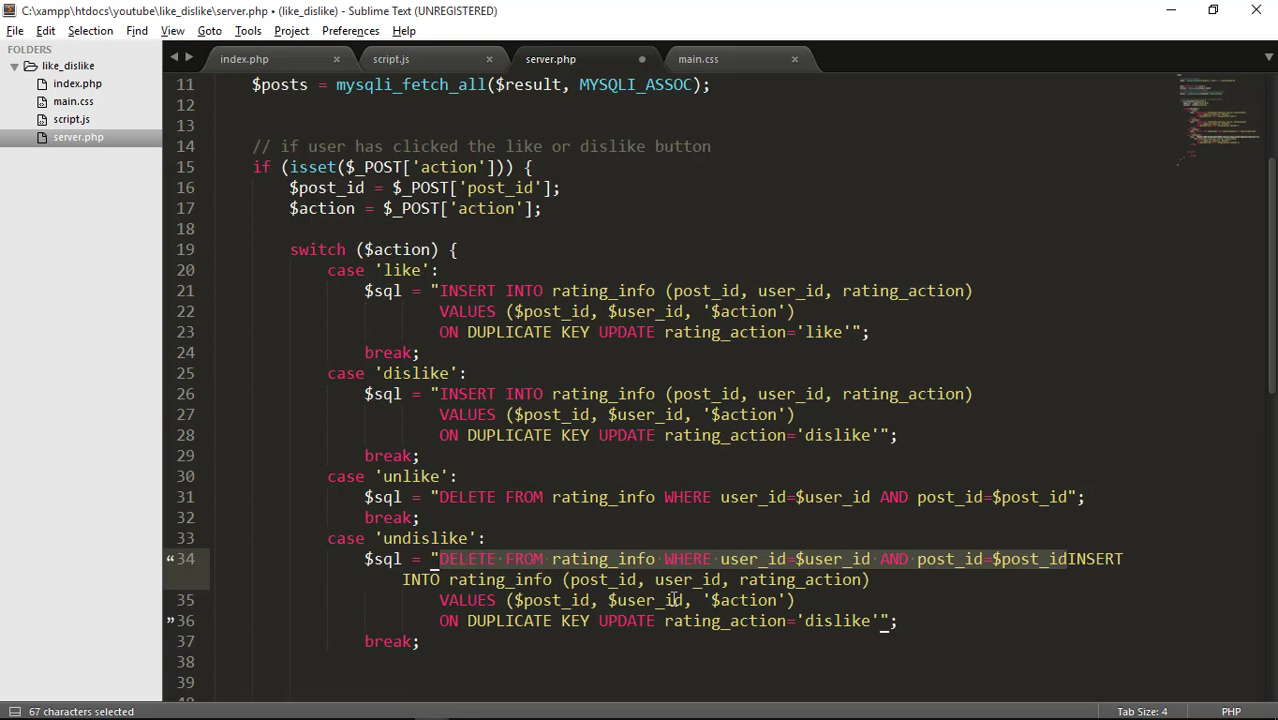 C:\xampp\htdocs\youtube\like_dislike\server.php • (like_dislike) - Sublime Text (UNREGISTERED)
File Edit Selection Find View Goto Tools Project Preferences Help
FOLDERS
like_dislike
index.php
main.css
script.js
server.php
index.php script.js server.php main.css
11 $posts = mysqli_fetch_all($result, MYSQLI_ASSOC);
12
13
14 // if user has clicked the like or dislike button
15 if (isset($_POST['action'])) {
16 $post_id = $_POST['post_id'];
17 $action = $_POST['action'];
18
19 switch ($action) {
20 case 'like':
21 $sql = "INSERT INTO rating_info (post_id, user_id, rating_action)
22 VALUES ($post_id, $user_id, '$action')
23 ON DUPLICATE KEY UPDATE rating_action='like'";
24 break;
25 case 'dislike':
26 $sql = "INSERT INTO rating_info (post_id, user_id, rating_action)
27 VALUES ($post_id, $user_id, '$action')
28 ON DUPLICATE KEY UPDATE rating_action='dislike'";
29 break;
30 case 'unlike':
31 $sql = "DELETE FROM rating_info WHERE user_id=$user_id AND post_id=$post_id";
32 break;
33 case 'undislike':
34 $sql = "DELETE FROM rating_info WHERE user_id=$user_id AND post_id=$post_idINSERT
INTO rating_info (post_id, user_id, rating_action)
35 VALUES ($post_id, $user_id, '$action')
36 ON DUPLICATE KEY UPDATE rating_action='dislike'";
37 break;
38
39
67 characters selected Tab Size: 4 PHP